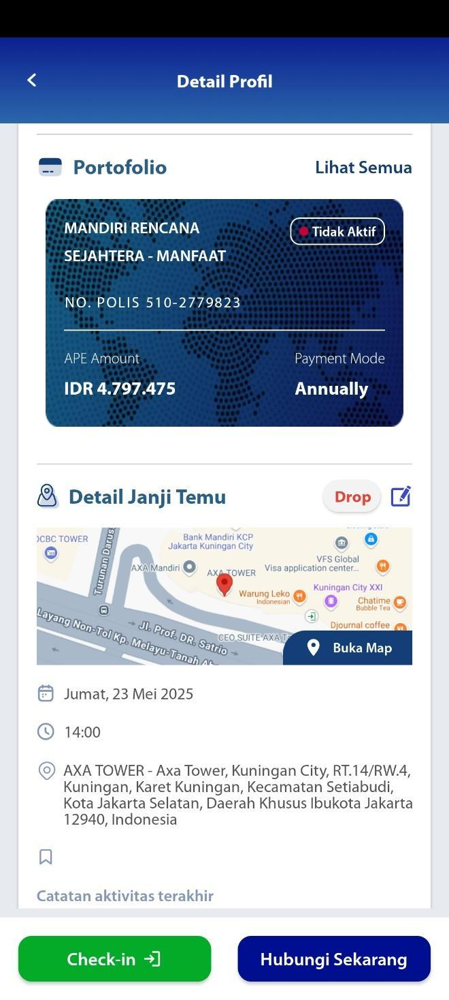 Detail Profil
Portofolio
Lihat Semua
MANDIRI RENCANA
SEJAHTERA - MANFAAT
Tidak Aktif
NO. POLIS 510-2779823
APE Amount
Payment Mode
IDR 4.797.475
Annually
Detail Janji Temu
Drop
OCBC TOWER
Bank Mandiri KCP
Jakarta Kuningan City
AXA Mandiri
AXA TOWER
VFS Global
Visa application center...
Warung Leko
Indonesian
Kuningan City XXI
Chatime
Bubble Tea
Djournal coffee
Turunan Darus
Jl. Prof. DR. Satrio
Layang Non-Tol Kp. Melayu-Tanah Ab
CEO SUITE AXA T
Buka Map
Jumat, 23 Mei 2025
14:00
AXA TOWER - Axa Tower, Kuningan City, RT.14/RW.4,
Kuningan, Karet Kuningan, Kecamatan Setiabudi,
Kota Jakarta Selatan, Daerah Khusus Ibukota Jakarta
12940, Indonesia
Catatan aktivitas terakhir
Check-in
Hubungi Sekarang